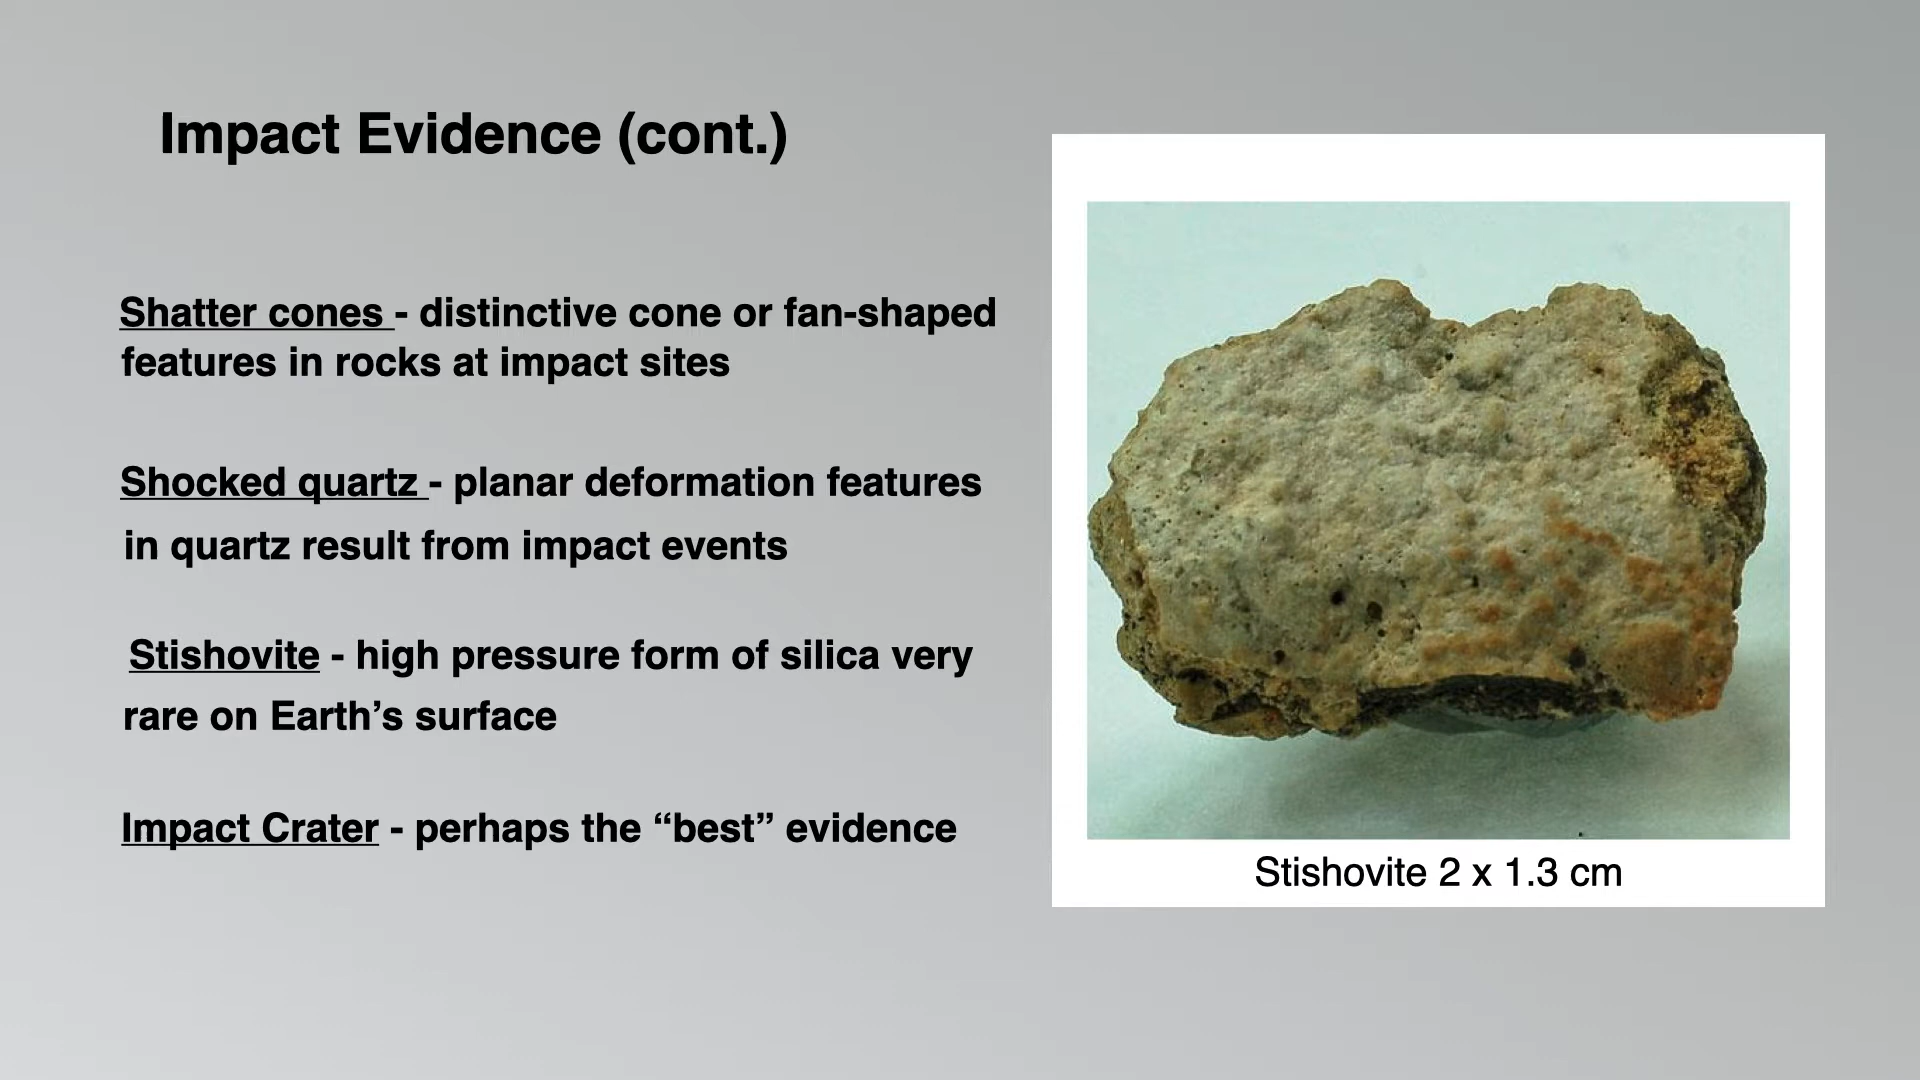 Impact Evidence (cont.)
Shatter cones - distinctive cone or fan-shaped
features in rocks at impact sites
Shocked quartz - planar deformation features
in quartz result from impact events
Stishovite - high pressure form of silica very
rare on Earth’s surface
Impact Crater - perhaps the “best” evidence
Stishovite 2 x 1.3 cm